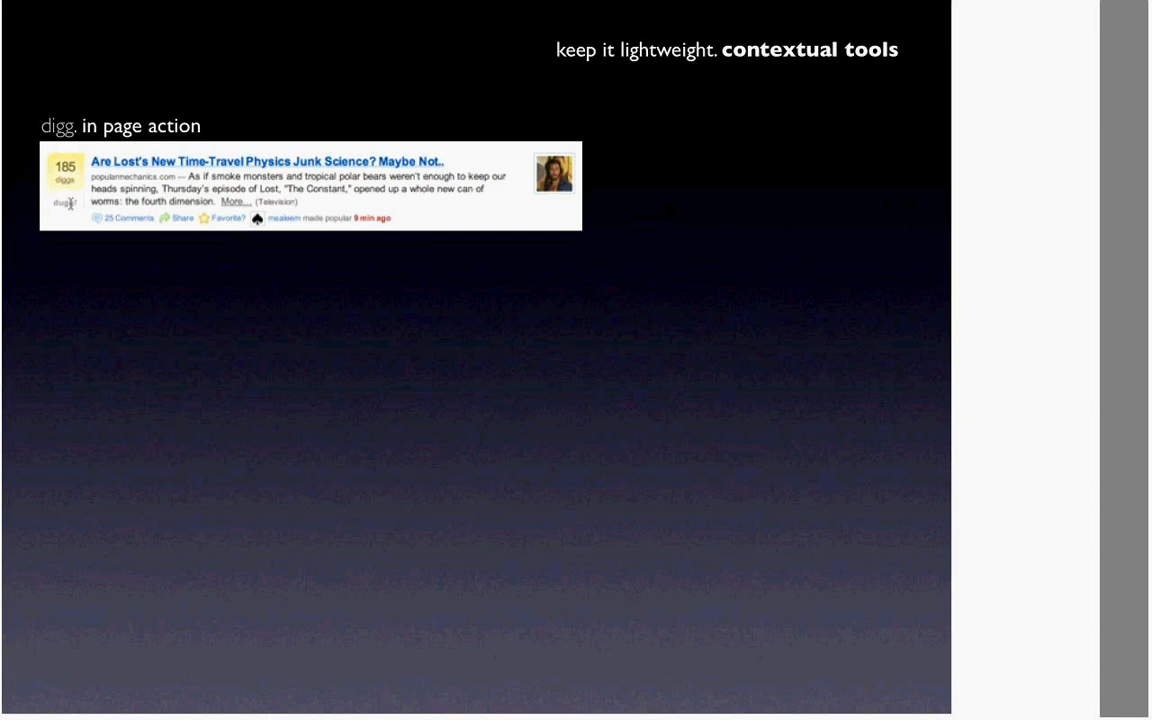 keep it lightweight. contextual tools
digg. in page action
185
diggs
Are Lost's New Time-Travel Physics Junk Science? Maybe Not..
popularmechanics.com — As if smoke monsters and tropical polar bears weren't enough to keep our
heads spinning, Thursday's episode of Lost, "The Constant," opened up a whole new can of
worms: the fourth dimension. More... (Television)
25 Comments Share Favorite? msaleem made popular 9 min ago